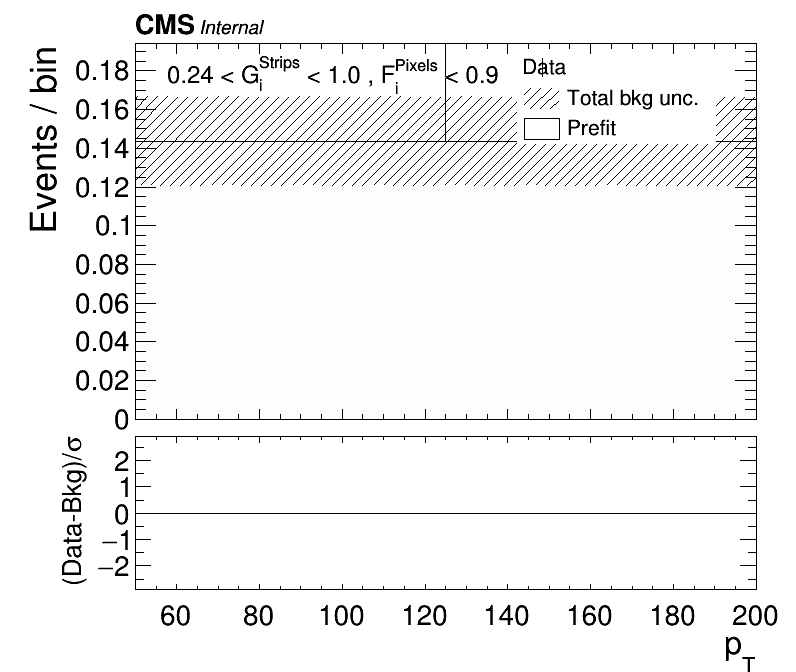 CMS Internal
0.24 < G_i^Strips < 1.0 , F_i^Pixels < 0.9
Data
Total bkg unc.
Prefit
Events / bin
0.18
0.16
0.14
0.12
0.1
0.08
0.06
0.04
0.02
0
(Data-Bkg)/σ
2
1
0
−1
−2
60 80 100 120 140 160 180 200
p_T